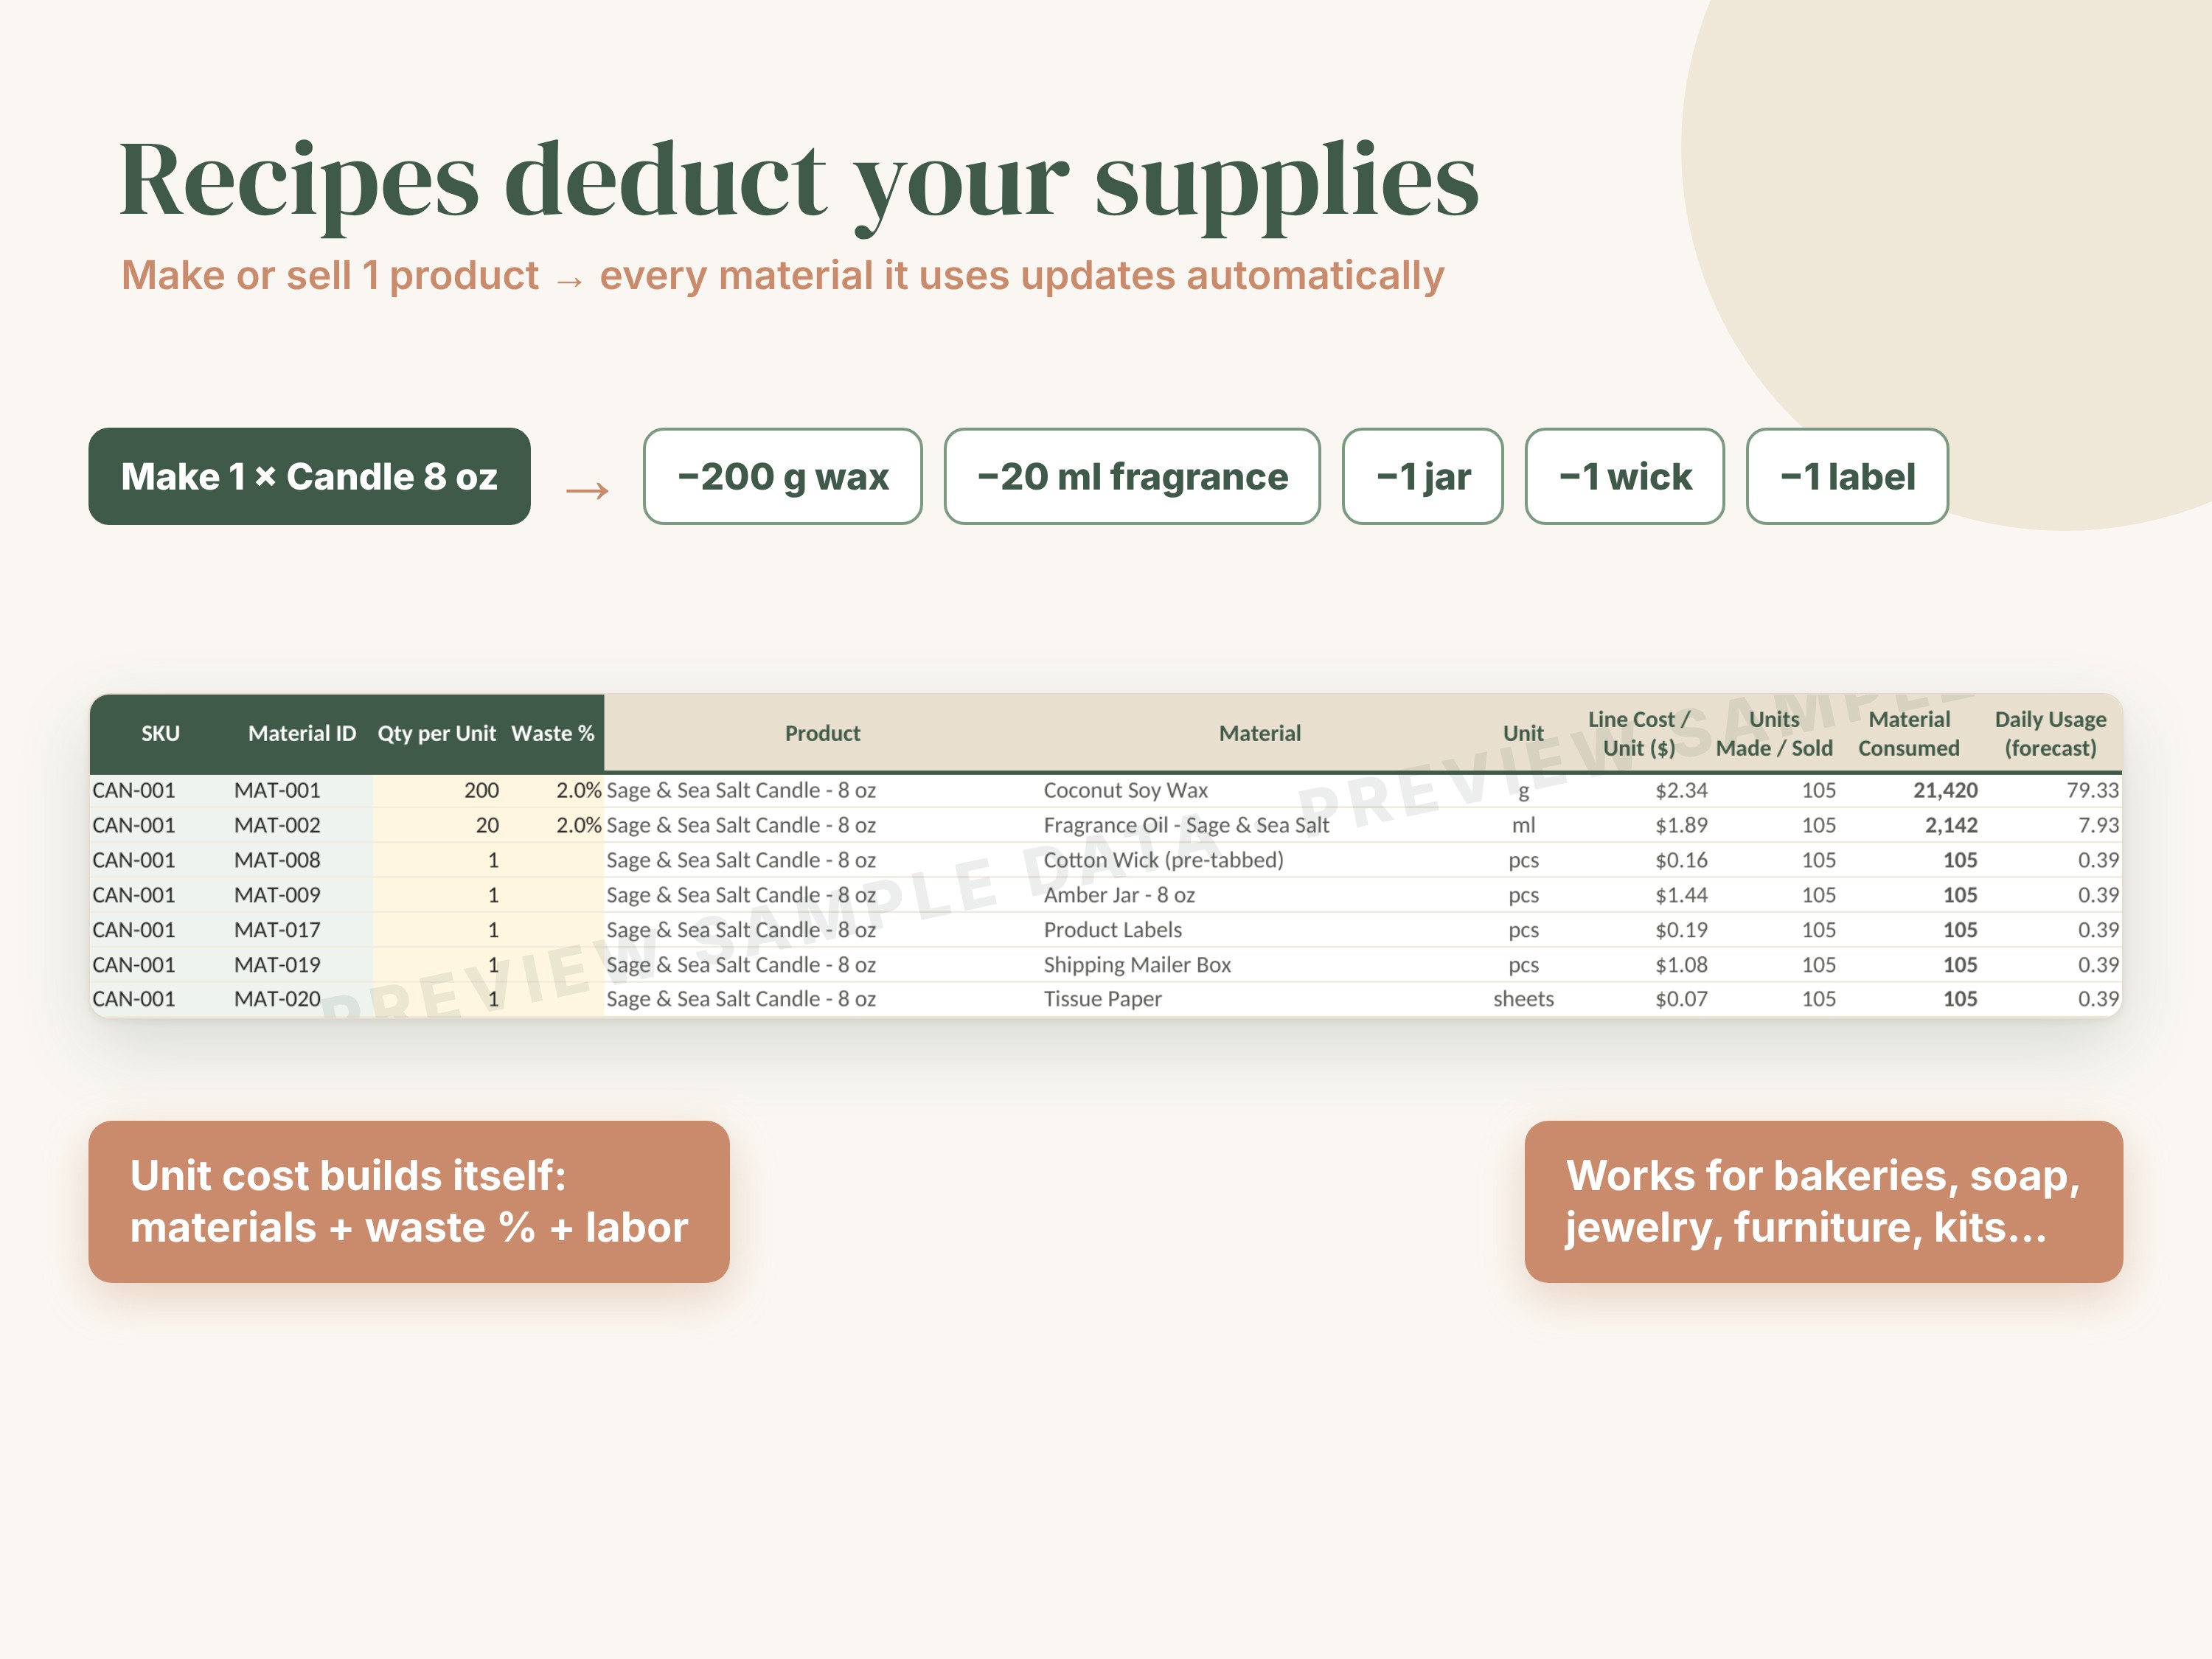 Recipes deduct your supplies
Make or sell 1 product → every material it uses updates automatically
Make 1 × Candle 8 oz → −200 g wax −20 ml fragrance −1 jar −1 wick −1 label
SKU Material ID Qty per Unit Waste % Product Material Unit Line Cost / Unit ($) Units Made / Sold Material Consumed Daily Usage (forecast)
CAN-001 MAT-001 200 2.0% Sage & Sea Salt Candle - 8 oz Coconut Soy Wax g $2.34 105 21,420 79.33
CAN-001 MAT-002 20 2.0% Sage & Sea Salt Candle - 8 oz Fragrance Oil - Sage & Sea Salt ml $1.89 105 2,142 7.93
CAN-001 MAT-008 1 Sage & Sea Salt Candle - 8 oz Cotton Wick (pre-tabbed) pcs $0.16 105 105 0.39
CAN-001 MAT-009 1 Sage & Sea Salt Candle - 8 oz Amber Jar - 8 oz pcs $1.44 105 105 0.39
CAN-001 MAT-017 1 Sage & Sea Salt Candle - 8 oz Product Labels pcs $0.19 105 105 0.39
CAN-001 MAT-019 1 Sage & Sea Salt Candle - 8 oz Shipping Mailer Box pcs $1.08 105 105 0.39
CAN-001 MAT-020 1 Sage & Sea Salt Candle - 8 oz Tissue Paper sheets $0.07 105 105 0.39
PREVIEW SAMPLE DATA · PREVIEW SAMPLE
Unit cost builds itself:
materials + waste % + labor
Works for bakeries, soap,
jewelry, furniture, kits...